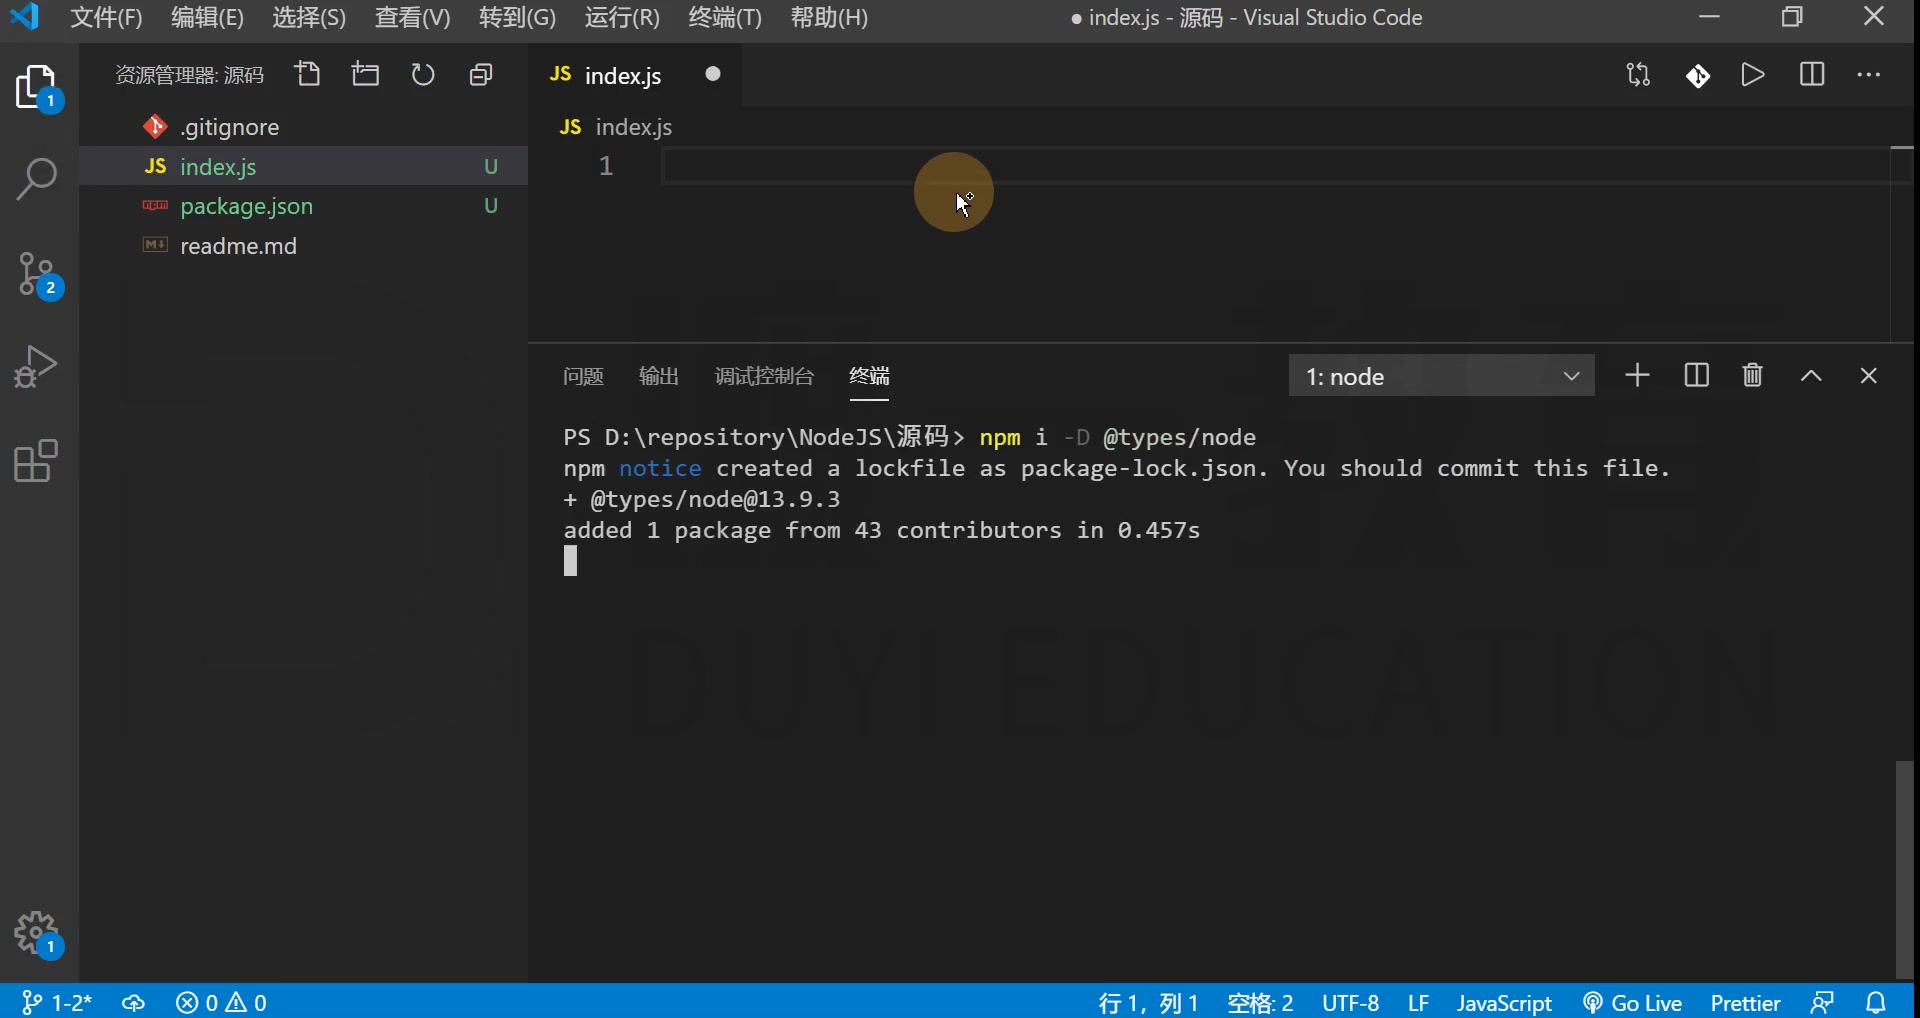 文件(F) 编辑(E) 选择(S) 查看(V) 转到(G) 运行(R) 终端(T) 帮助(H) ● index.js - 源码 - Visual Studio Code
资源管理器: 源码
.gitignore
JS index.js U
package.json U
readme.md
1
2
1
JS index.js
JS index.js
1
问题 输出 调试控制台 终端 1: node
PS D:\repository\NodeJS\源码> npm i -D @types/node
npm notice created a lockfile as package-lock.json. You should commit this file.
+ @types/node@13.9.3
added 1 package from 43 contributors in 0.457s
DUYI EDUCATION
1-2* 0 0 行 1, 列 1 空格: 2 UTF-8 LF JavaScript Go Live Prettier